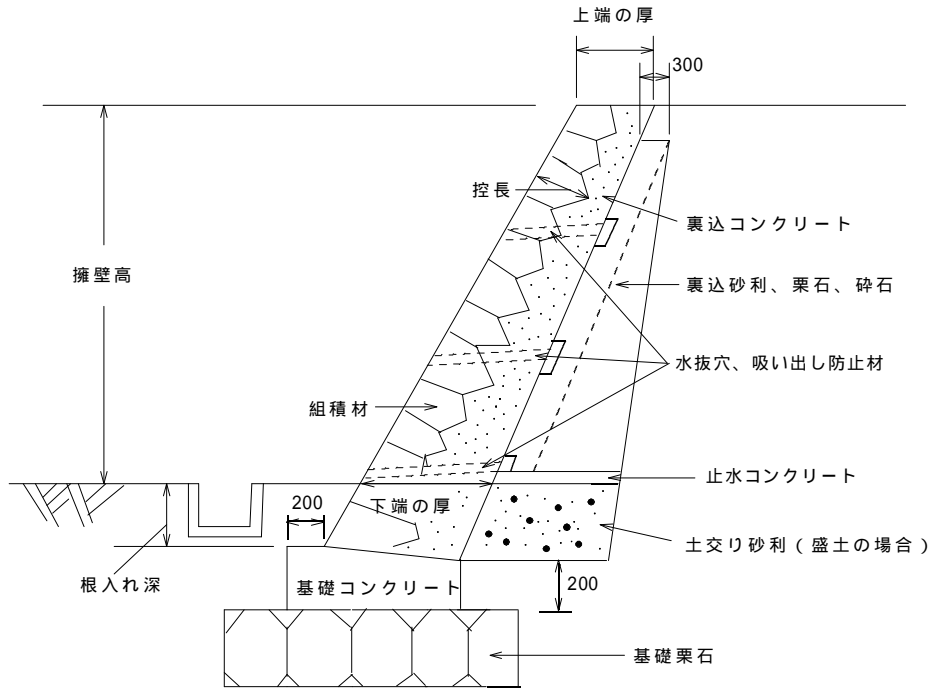 上端の厚
300
控長
裏込コンクリート
擁壁高
裏込砂利、栗石、砕石
水抜穴、吸い出し防止材
組積材
止水コンクリート
200
下端の厚
土交り砂利(盛土の場合)
根入れ深
基礎コンクリート
200
基礎栗石